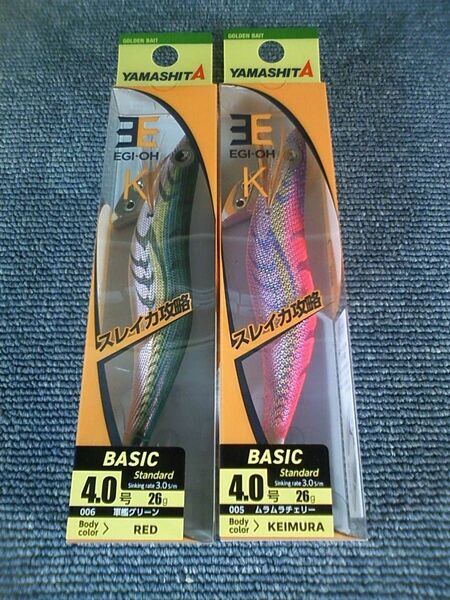 GOLDEN BAIT
YAMASHITA
EGI-OH
K
スレイカ攻略
BASIC
Standard
4.0号
Sinking rate 3.0 s/m
26g
006 軍艦グリーン
Body color > RED
GOLDEN BAIT
YAMASHITA
EGI-OH
K
スレイカ攻略
BASIC
Standard
4.0号
Sinking rate 3.0 s/m
26g
005 ムラムラチェリー
Body color > KEIMURA